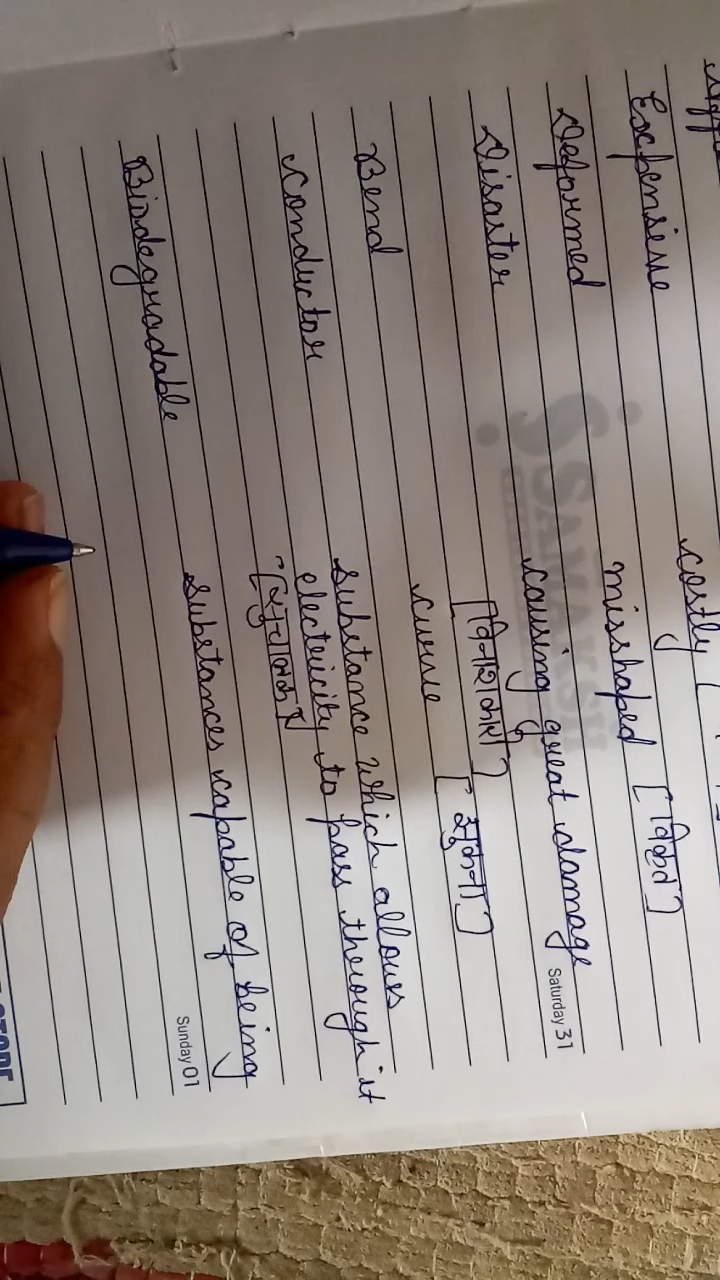 Expensive costly [
Deformed misshaped [विकृत]
Disaster causing great damage
Saturday 31
[विनाशकारी]
Bend curve [झुकना]
Conductor substance which allows
electricity to pass through it
[सुचालक]
Sunday 01
Biodegradable substances capable of being
SAMAKSH